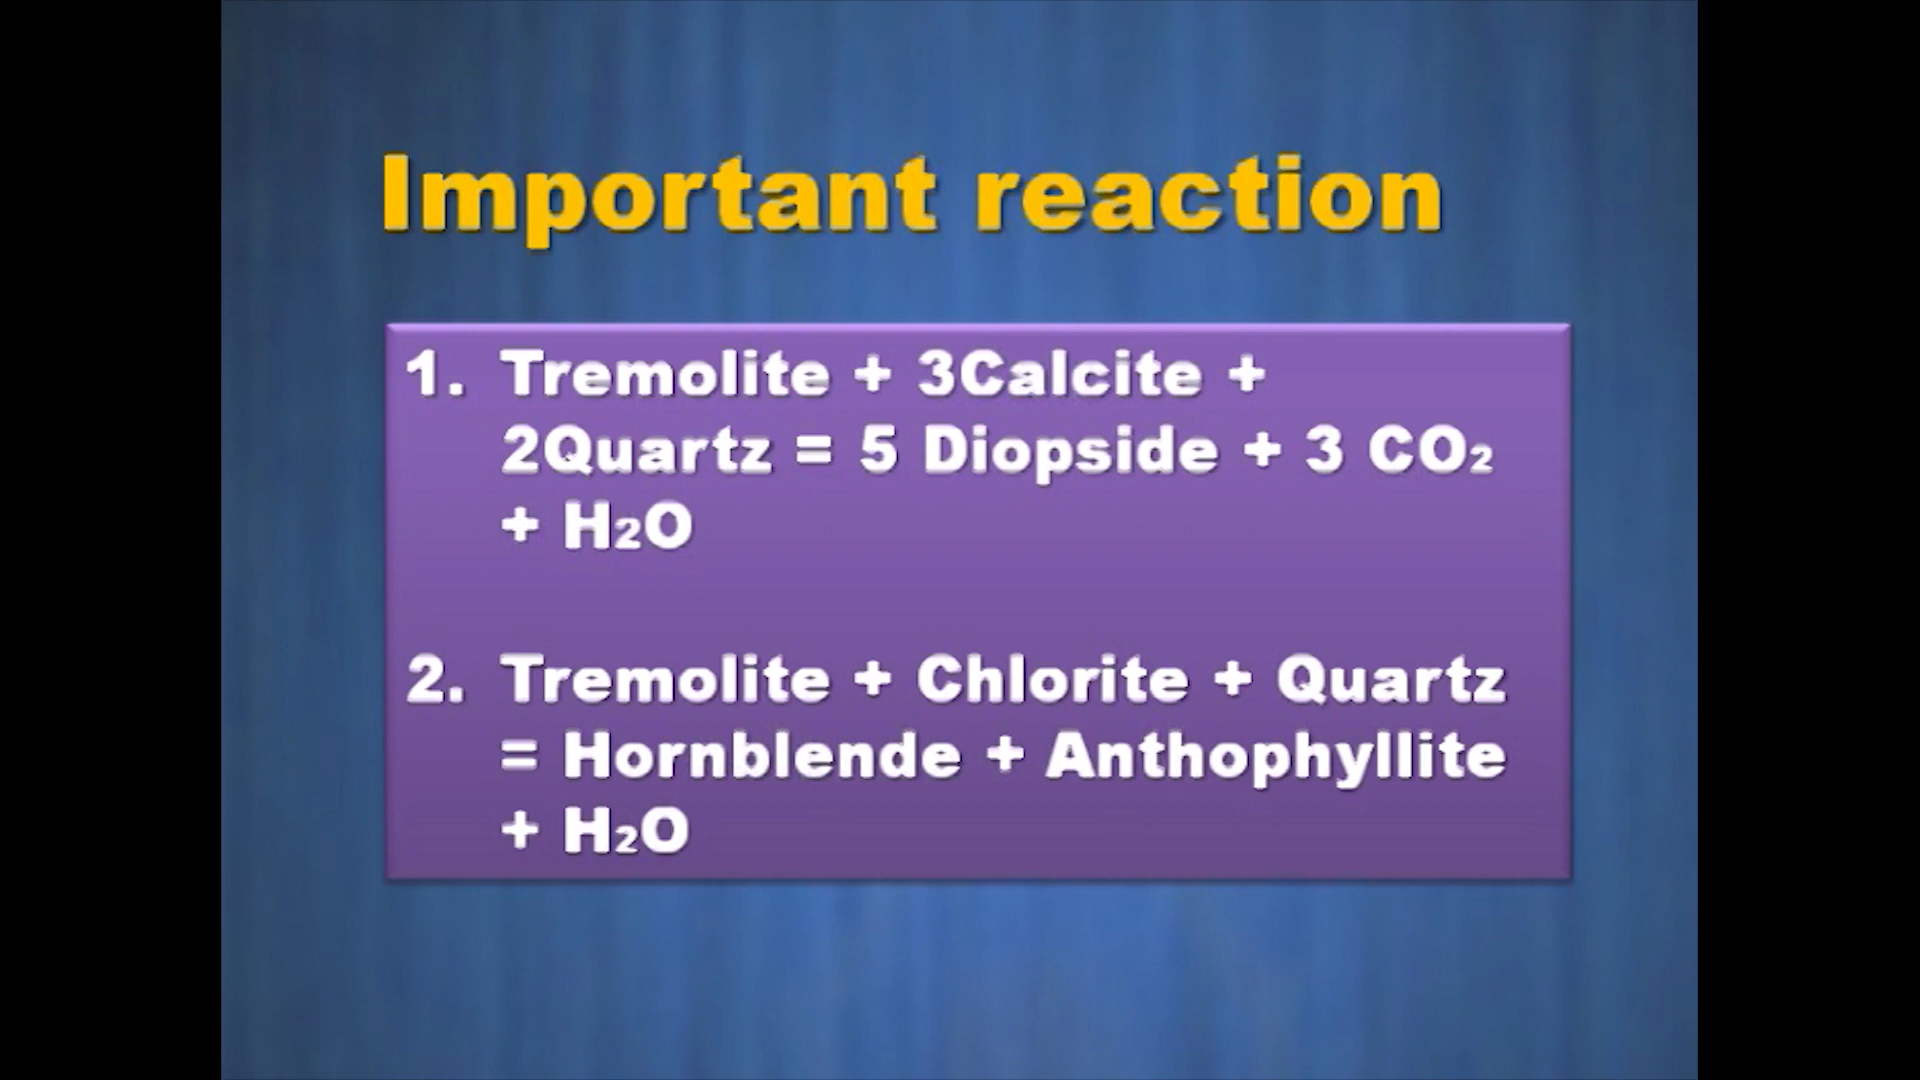 Important reaction
1. Tremolite + 3Calcite +
2Quartz = 5 Diopside + 3 CO₂
+ H₂O
2. Tremolite + Chlorite + Quartz
= Hornblende + Anthophyllite
+ H₂O